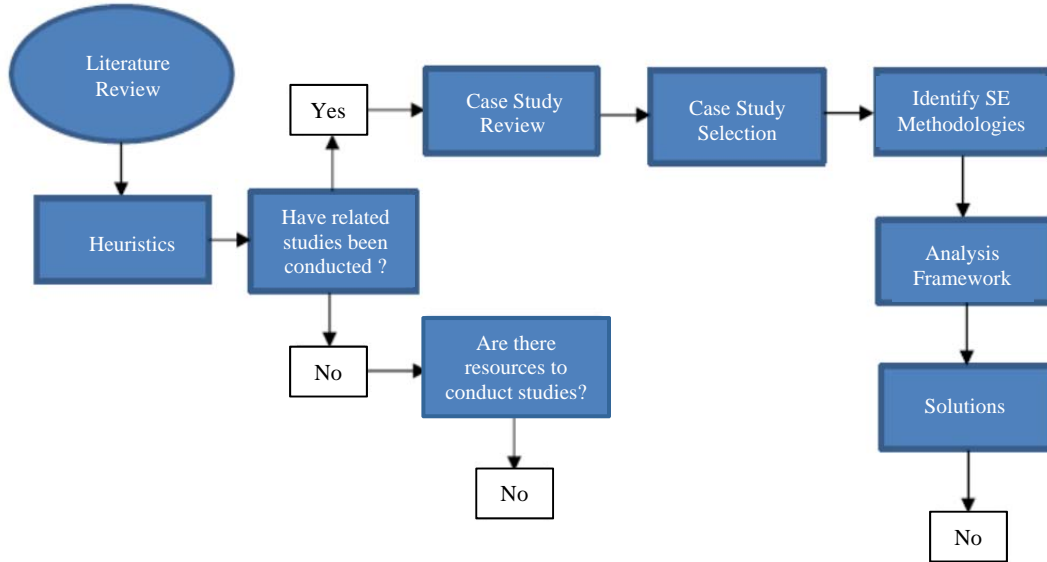 Literature
Review
Heuristics
Have related
studies been
conducted ?
Yes
Case Study
Review
Case Study
Selection
Identify SE
Methodologies
Analysis
Framework
Solutions
No
No
Are there
resources to
conduct studies?
No